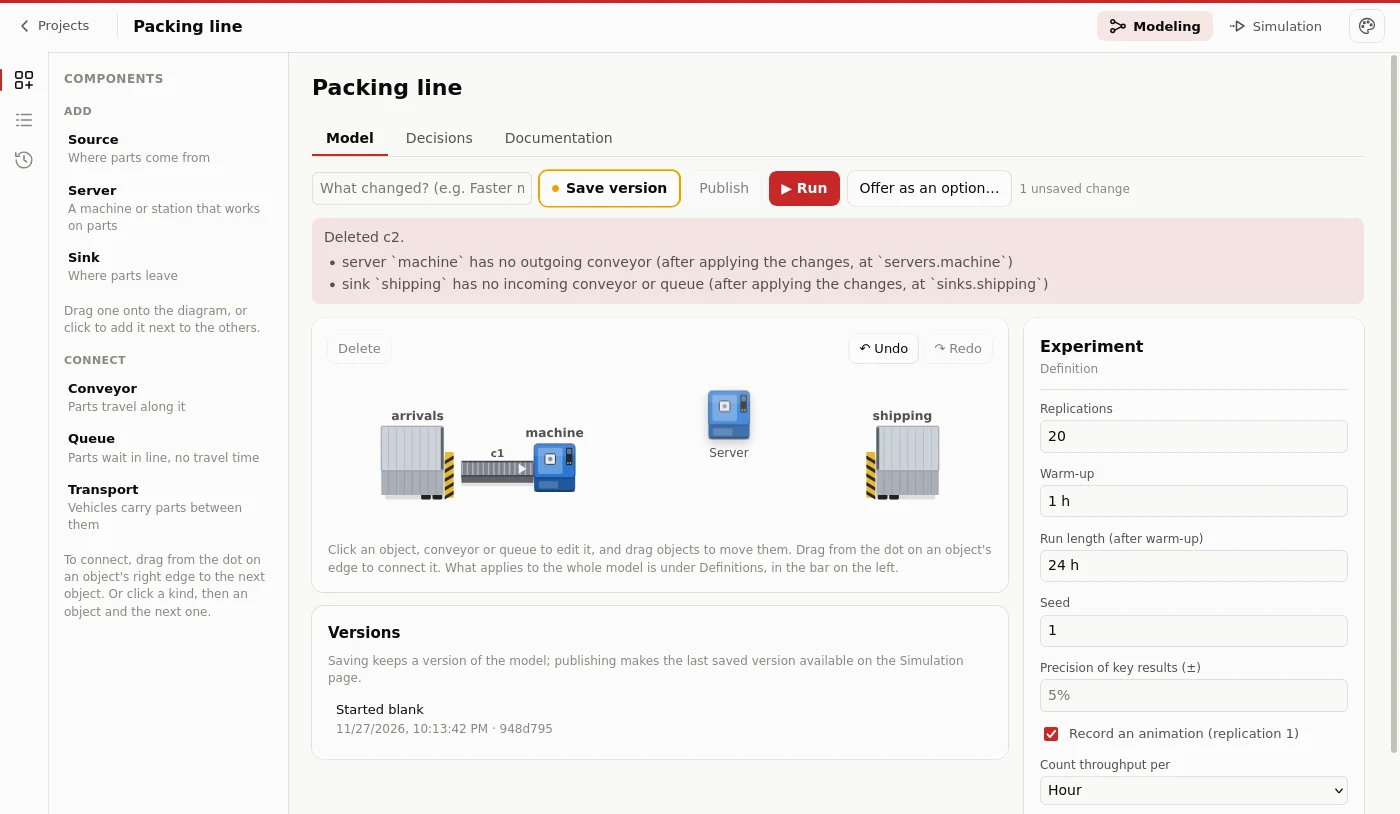 Projects
Packing line
Modeling
Simulation
COMPONENTS
ADD
Source
Where parts come from
Server
A machine or station that works
on parts
Sink
Where parts leave
Drag one onto the diagram, or
click to add it next to the others.
CONNECT
Conveyor
Parts travel along it
Queue
Parts wait in line, no travel time
Transport
Vehicles carry parts between
them
To connect, drag from the dot on
an object's right edge to the next
object. Or click a kind, then an
object and the next one.
Packing line
Model
Decisions
Documentation
What changed? (e.g. Faster
Save version
Publish
▶ Run
Offer as an option...
1 unsaved change
Deleted c2.
• server `machine` has no outgoing conveyor (after applying the changes, at `servers.machine`)
• sink `shipping` has no incoming conveyor or queue (after applying the changes, at `sinks.shipping`)
Delete
↶ Undo
↷ Redo
arrivals
c1
machine
Server
shipping
Click an object, conveyor or queue to edit it, and drag objects to move them. Drag from the dot on an object's
edge to connect it. What applies to the whole model is under Definitions, in the bar on the left.
Versions
Saving keeps a version of the model; publishing makes the last saved version available on the Simulation
page.
Started blank
11/27/2026, 10:13:42 PM · 948d795
Experiment
Definition
Replications
20
Warm-up
1 h
Run length (after warm-up)
24 h
Seed
1
Precision of key results (±)
5%
Record an animation (replication 1)
Count throughput per
Hour